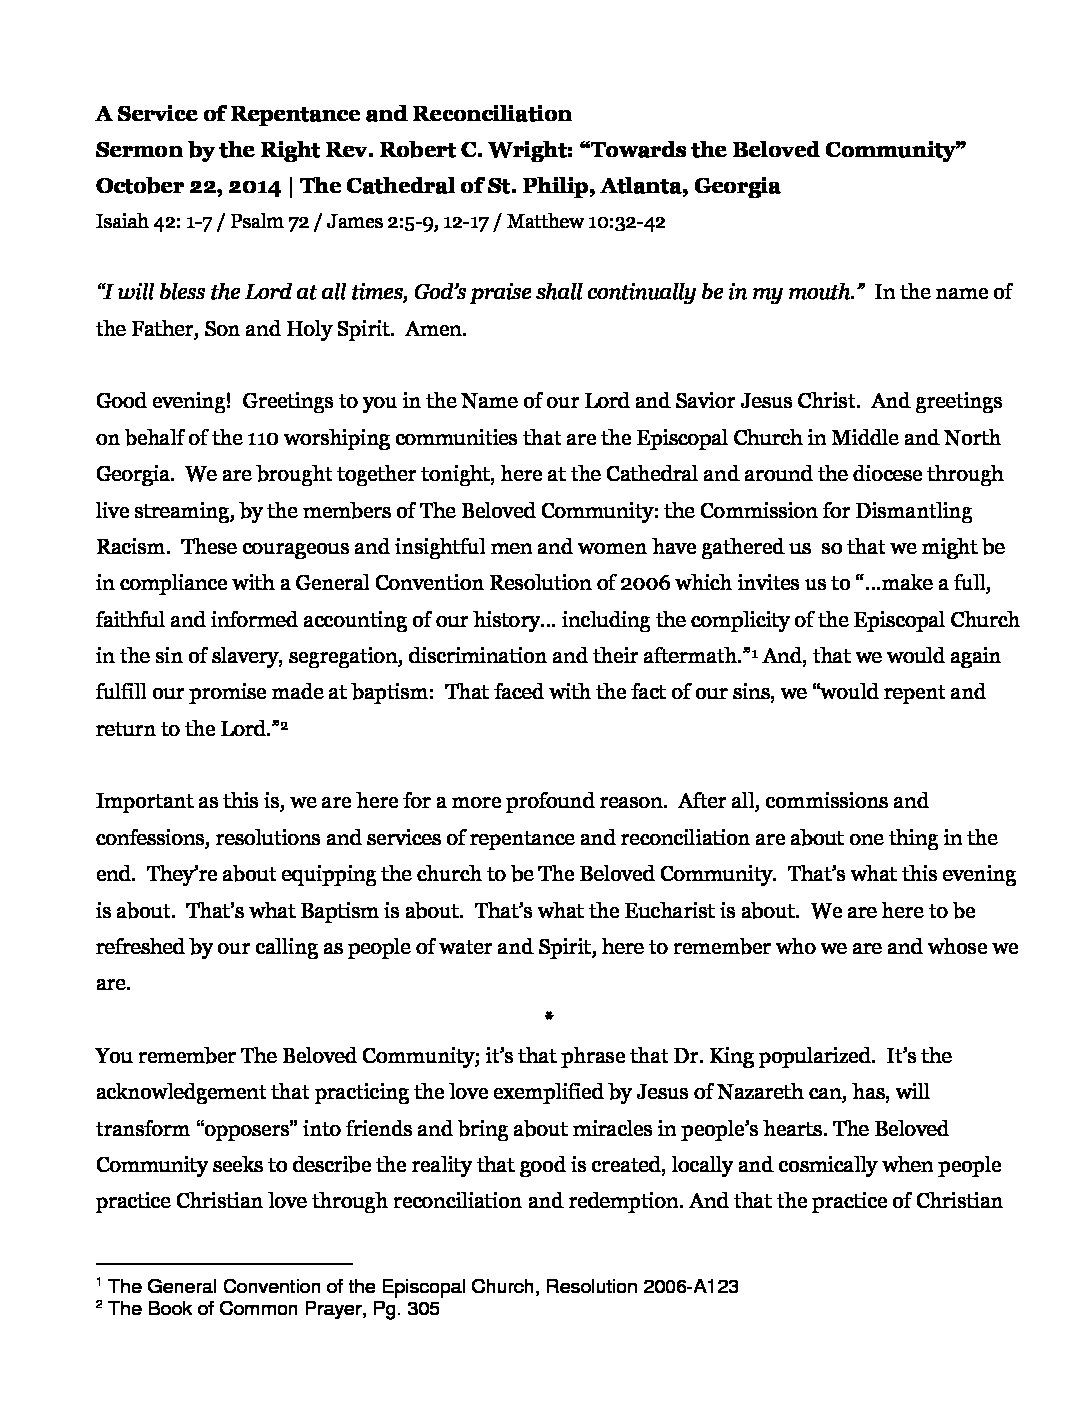 A Service of Repentance and Reconciliation
Sermon by the Right Rev. Robert C. Wright: “Towards the Beloved Community”
October 22, 2014 | The Cathedral of St. Philip, Atlanta, Georgia
Isaiah 42: 1-7 / Psalm 72 / James 2:5-9, 12-17 / Matthew 10:32-42
“I will bless the Lord at all times, God’s praise shall continually be in my mouth.”  In the name of
the Father, Son and Holy Spirit.  Amen.
Good evening!  Greetings to you in the Name of our Lord and Savior Jesus Christ.  And greetings
on behalf of the 110 worshiping communities that are the Episcopal Church in Middle and North
Georgia.  We are brought together tonight, here at the Cathedral and around the diocese through
live streaming, by the members of The Beloved Community: the Commission for Dismantling
Racism.  These courageous and insightful men and women have gathered us  so that we might be
in compliance with a General Convention Resolution of 2006 which invites us to “...make a full,
faithful and informed accounting of our history... including the complicity of the Episcopal Church
in the sin of slavery, segregation, discrimination and their aftermath.”¹ And, that we would again
fulfill our promise made at baptism:  That faced with the fact of our sins, we “would repent and
return to the Lord.”²
Important as this is, we are here for a more profound reason.  After all, commissions and
confessions, resolutions and services of repentance and reconciliation are about one thing in the
end.  They’re about equipping the church to be The Beloved Community.  That’s what this evening
is about.  That’s what Baptism is about.  That’s what the Eucharist is about.  We are here to be
refreshed by our calling as people of water and Spirit, here to remember who we are and whose we
are.
*
You remember The Beloved Community; it’s that phrase that Dr. King popularized.  It’s the
acknowledgement that practicing the love exemplified by Jesus of Nazareth can, has, will
transform “opposers” into friends and bring about miracles in people’s hearts. The Beloved
Community seeks to describe the reality that good is created, locally and cosmically when people
practice Christian love through reconciliation and redemption. And that the practice of Christian
¹ The General Convention of the Episcopal Church, Resolution 2006-A123
² The Book of Common Prayer, Pg. 305